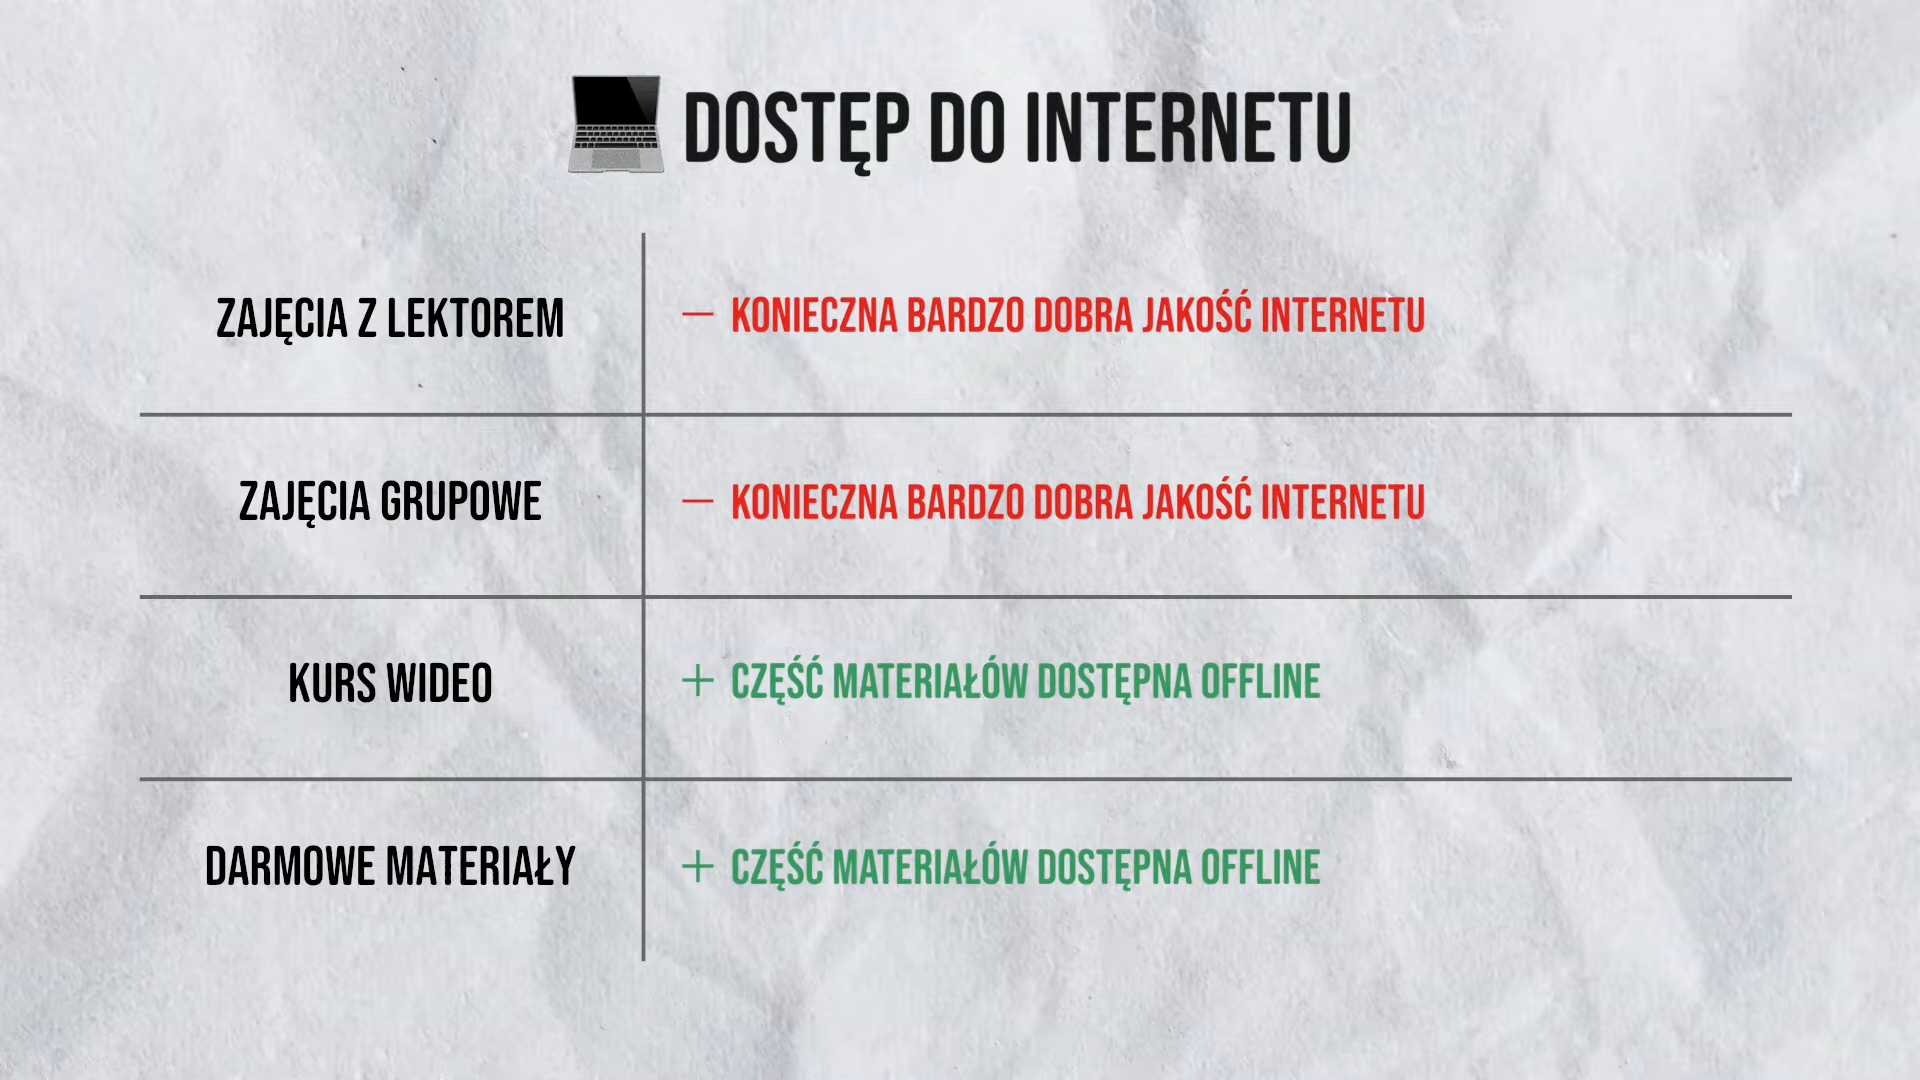 DOSTĘP DO INTERNETU
ZAJĘCIA Z LEKTOREM
— KONIECZNA BARDZO DOBRA JAKOŚĆ INTERNETU
ZAJĘCIA GRUPOWE
— KONIECZNA BARDZO DOBRA JAKOŚĆ INTERNETU
KURS WIDEO
+ CZĘŚĆ MATERIAŁÓW DOSTĘPNA OFFLINE
DARMOWE MATERIAŁY
+ CZĘŚĆ MATERIAŁÓW DOSTĘPNA OFFLINE